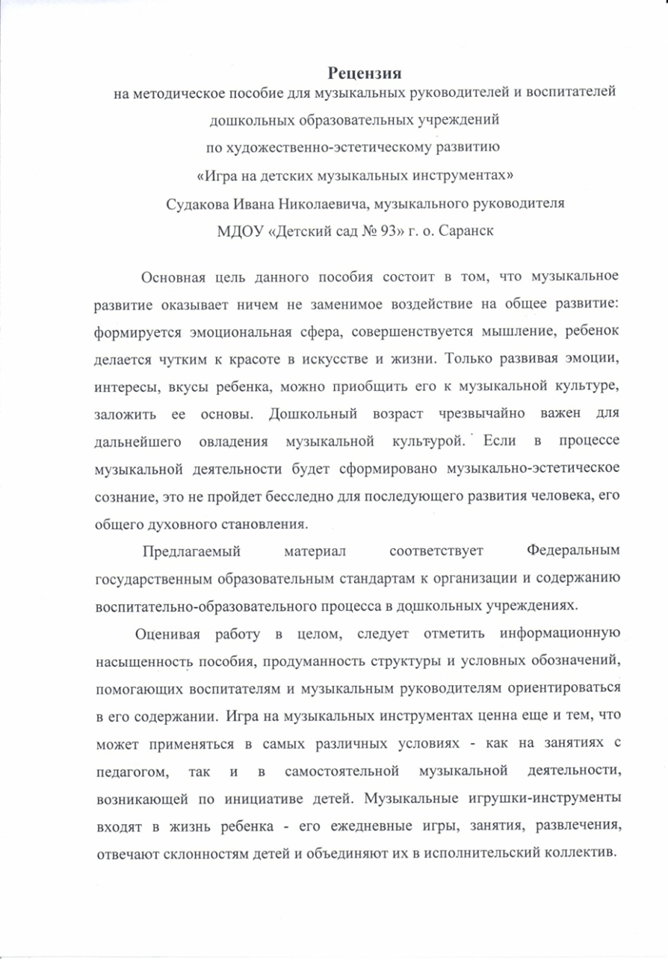 Рецензия
на методическое пособие для музыкальных руководителей и воспитателей
дошкольных образовательных учреждений
по художественно-эстетическому развитию
«Игра на детских музыкальных инструментах»
Судакова Ивана Николаевича, музыкального руководителя
МДОУ «Детский сад № 93» г. о. Саранск
Основная цель данного пособия состоит в том, что музыкальное
развитие оказывает ничем не заменимое воздействие на общее развитие:
формируется эмоциональная сфера, совершенствуется мышление, ребенок
делается чутким к красоте в искусстве и жизни. Только развивая эмоции,
интересы, вкусы ребенка, можно приобщить его к музыкальной культуре,
заложить ее основы. Дошкольный возраст чрезвычайно важен для
дальнейшего овладения музыкальной культурой. Если в процессе
музыкальной деятельности будет сформировано музыкально-эстетическое
сознание, это не пройдет бесследно для последующего развития человека, его
общего духовного становления.
Предлагаемый материал соответствует Федеральным
государственным образовательным стандартам к организации и содержанию
воспитательно-образовательного процесса в дошкольных учреждениях.
Оценивая работу в целом, следует отметить информационную
насыщенность пособия, продуманность структуры и условных обозначений,
помогающих воспитателям и музыкальным руководителям ориентироваться
в его содержании. Игра на музыкальных инструментах ценна еще и тем, что
может применяться в самых различных условиях - как на занятиях с
педагогом, так и в самостоятельной музыкальной деятельности,
возникающей по инициативе детей. Музыкальные игрушки-инструменты
входят в жизнь ребенка - его ежедневные игры, занятия, развлечения,
отвечают склонностям детей и объединяют их в исполнительский коллектив.